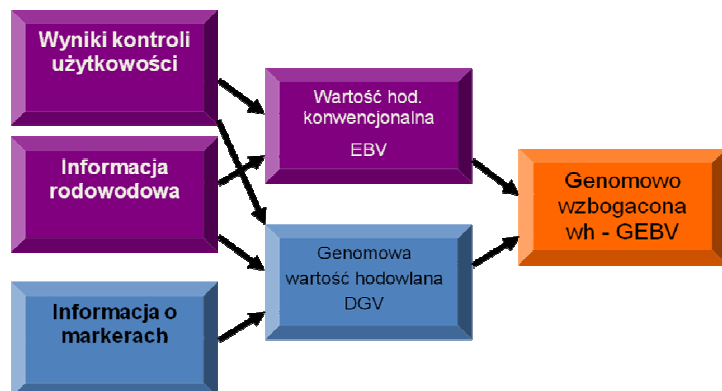 Wyniki kontroli
użytkowości
Informacja
rodowodowa
Informacja o
markerach
Wartość hod.
konwencjonalna
EBV
Genomowa
wartość hodowlana
DGV
Genomowo
wzbogacona
wh - GEBV